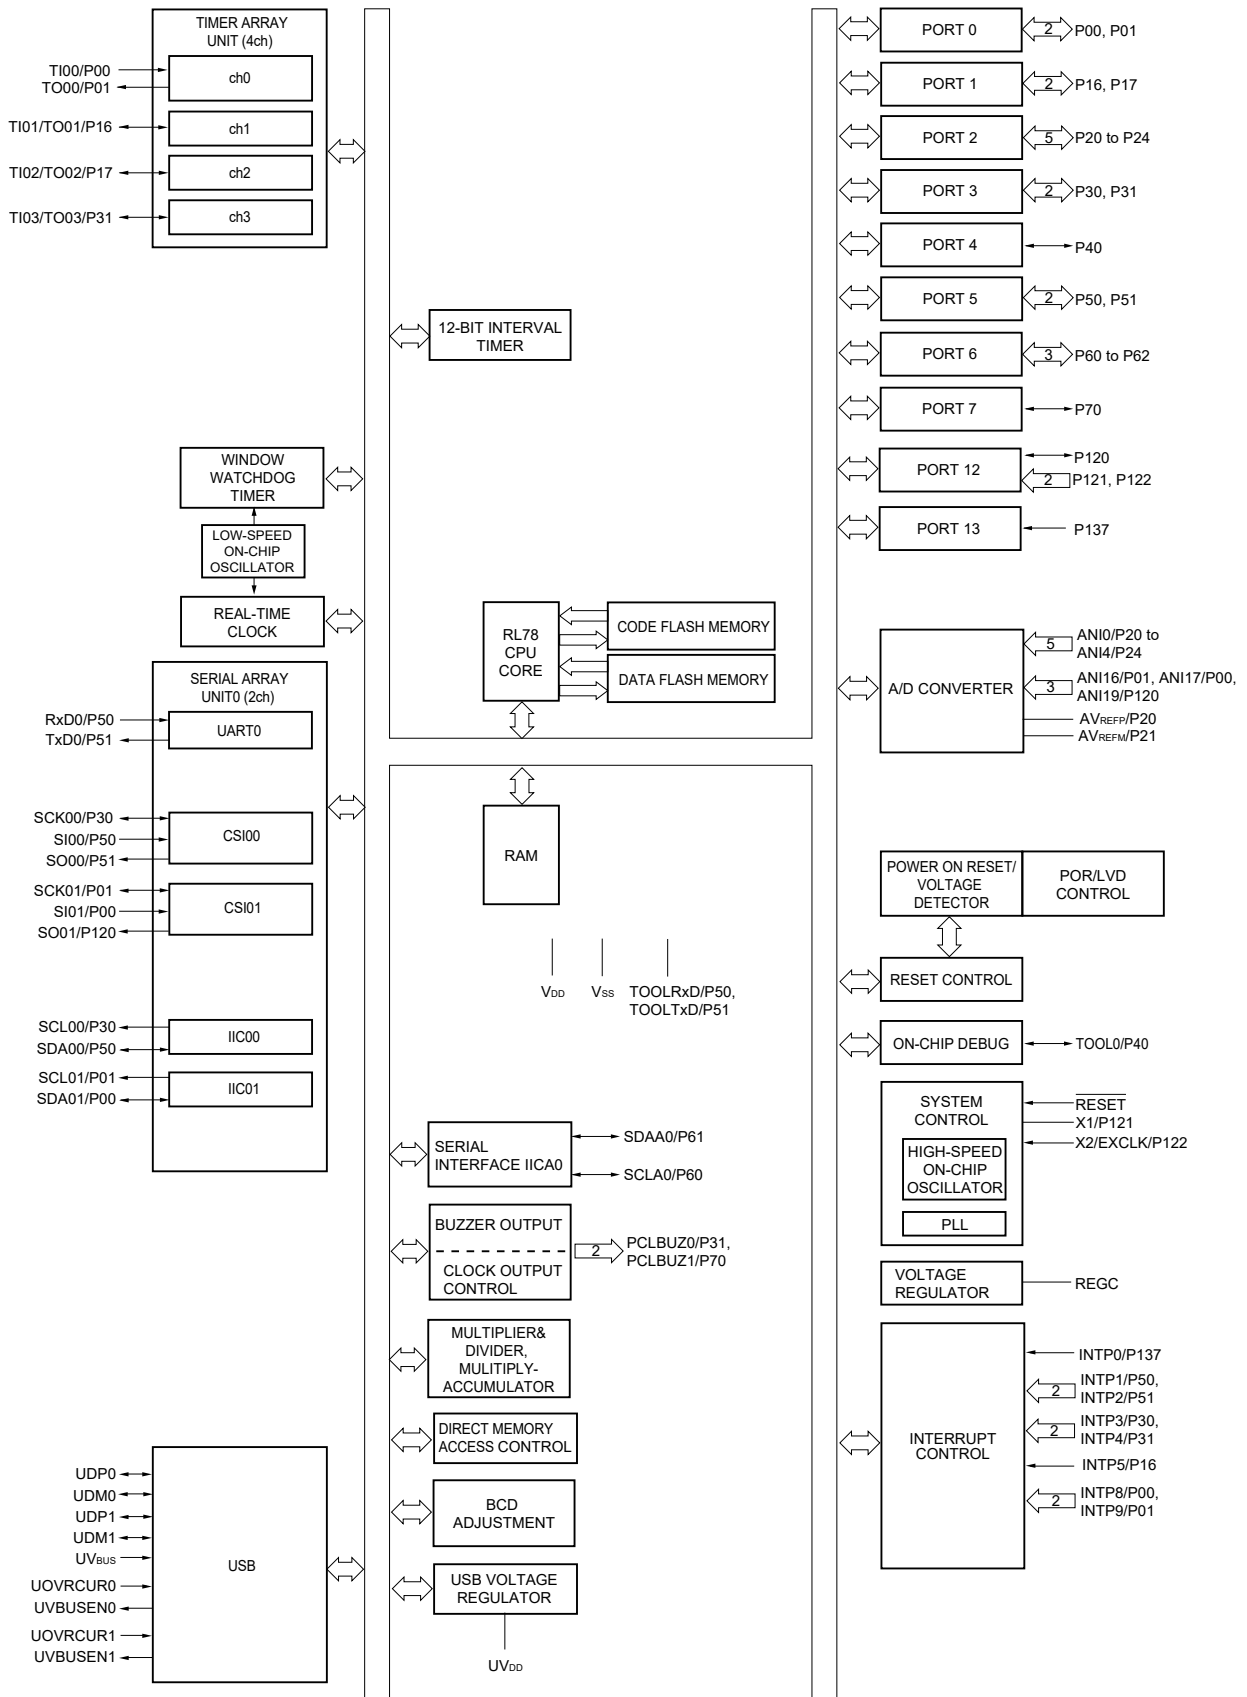 TIMER ARRAY
UNIT (4ch)
TI00/P00
TO00/P01
ch0
TI01/TO01/P16
ch1
TI02/TO02/P17
ch2
TI03/TO03/P31
ch3
12-BIT INTERVAL
TIMER
WINDOW
WATCHDOG
TIMER
LOW-SPEED
ON-CHIP
OSCILLATOR
REAL-TIME
CLOCK
SERIAL ARRAY
UNIT0 (2ch)
RxD0/P50
TxD0/P51
UART0
SCK00/P30
SI00/P50
SO00/P51
CSI00
SCK01/P01
SI01/P00
SO01/P120
CSI01
SCL00/P30
SDA00/P50
IIC00
SCL01/P01
SDA01/P00
IIC01
UDP0
UDM0
UDP1
UDM1
UVBUS
UOVRCUR0
UVBUSEN0
UOVRCUR1
UVBUSEN1
USB
RL78
CPU
CORE
CODE FLASH MEMORY
DATA FLASH MEMORY
RAM
VDD
VSS
TOOLRxD/P50,
TOOLTxD/P51
SERIAL
INTERFACE IICA0
SDAA0/P61
SCLA0/P60
BUZZER OUTPUT
CLOCK OUTPUT
CONTROL
2
PCLBUZ0/P31,
PCLBUZ1/P70
MULTIPLIER&
DIVIDER,
MULITIPLY-
ACCUMULATOR
DIRECT MEMORY
ACCESS CONTROL
BCD
ADJUSTMENT
USB VOLTAGE
REGULATOR
UVDD
PORT 0
2
P00, P01
PORT 1
2
P16, P17
PORT 2
5
P20 to P24
PORT 3
2
P30, P31
PORT 4
P40
PORT 5
2
P50, P51
PORT 6
3
P60 to P62
PORT 7
P70
PORT 12
P120
2
P121, P122
PORT 13
P137
A/D CONVERTER
5
ANI0/P20 to
ANI4/P24
3
ANI16/P01, ANI17/P00,
ANI19/P120
AVREFP/P20
AVREFM/P21
POWER ON RESET/
VOLTAGE
DETECTOR
POR/LVD
CONTROL
RESET CONTROL
ON-CHIP DEBUG
TOOL0/P40
SYSTEM
CONTROL
HIGH-SPEED
ON-CHIP
OSCILLATOR
PLL
RESET
X1/P121
X2/EXCLK/P122
VOLTAGE
REGULATOR
REGC
INTERRUPT
CONTROL
INTP0/P137
2
INTP1/P50,
INTP2/P51
2
INTP3/P30,
INTP4/P31
INTP5/P16
2
INTP8/P00,
INTP9/P01